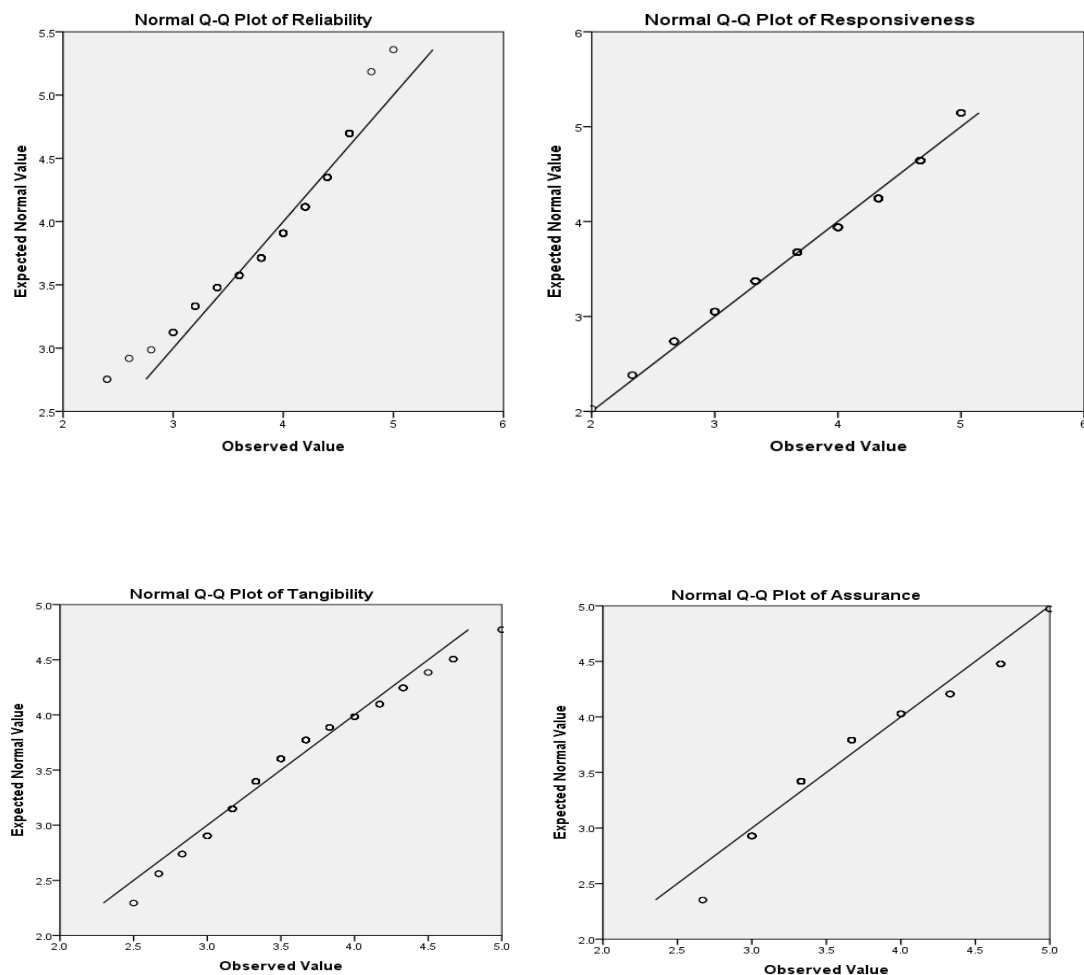 Normal Q-Q Plot of Reliability
5.5
5.0
4.5
4.0
3.5
3.0
2.5
Expected Normal Value
2 3 4 5 6
Observed Value
Normal Q-Q Plot of Responsiveness
6
5
4
3
2
Expected Normal Value
2 3 4 5 6
Observed Value
Normal Q-Q Plot of Tangibility
5.0
4.5
4.0
3.5
3.0
2.5
2.0
Expected Normal Value
2.0 2.5 3.0 3.5 4.0 4.5 5.0
Observed Value
Normal Q-Q Plot of Assurance
5.0
4.5
4.0
3.5
3.0
2.5
2.0
Expected Normal Value
2.0 2.5 3.0 3.5 4.0 4.5 5.0
Observed Value